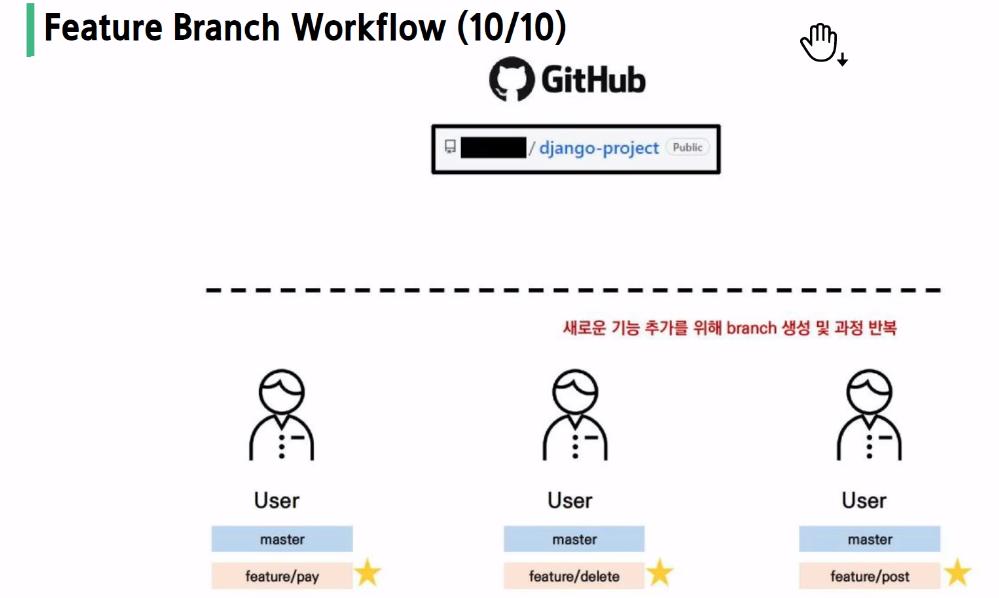 Feature Branch Workflow (10/10)
GitHub
/ django-project Public
새로운 기능 추가를 위해 branch 생성 및 과정 반복
User User User
master master master
feature/pay feature/delete feature/post